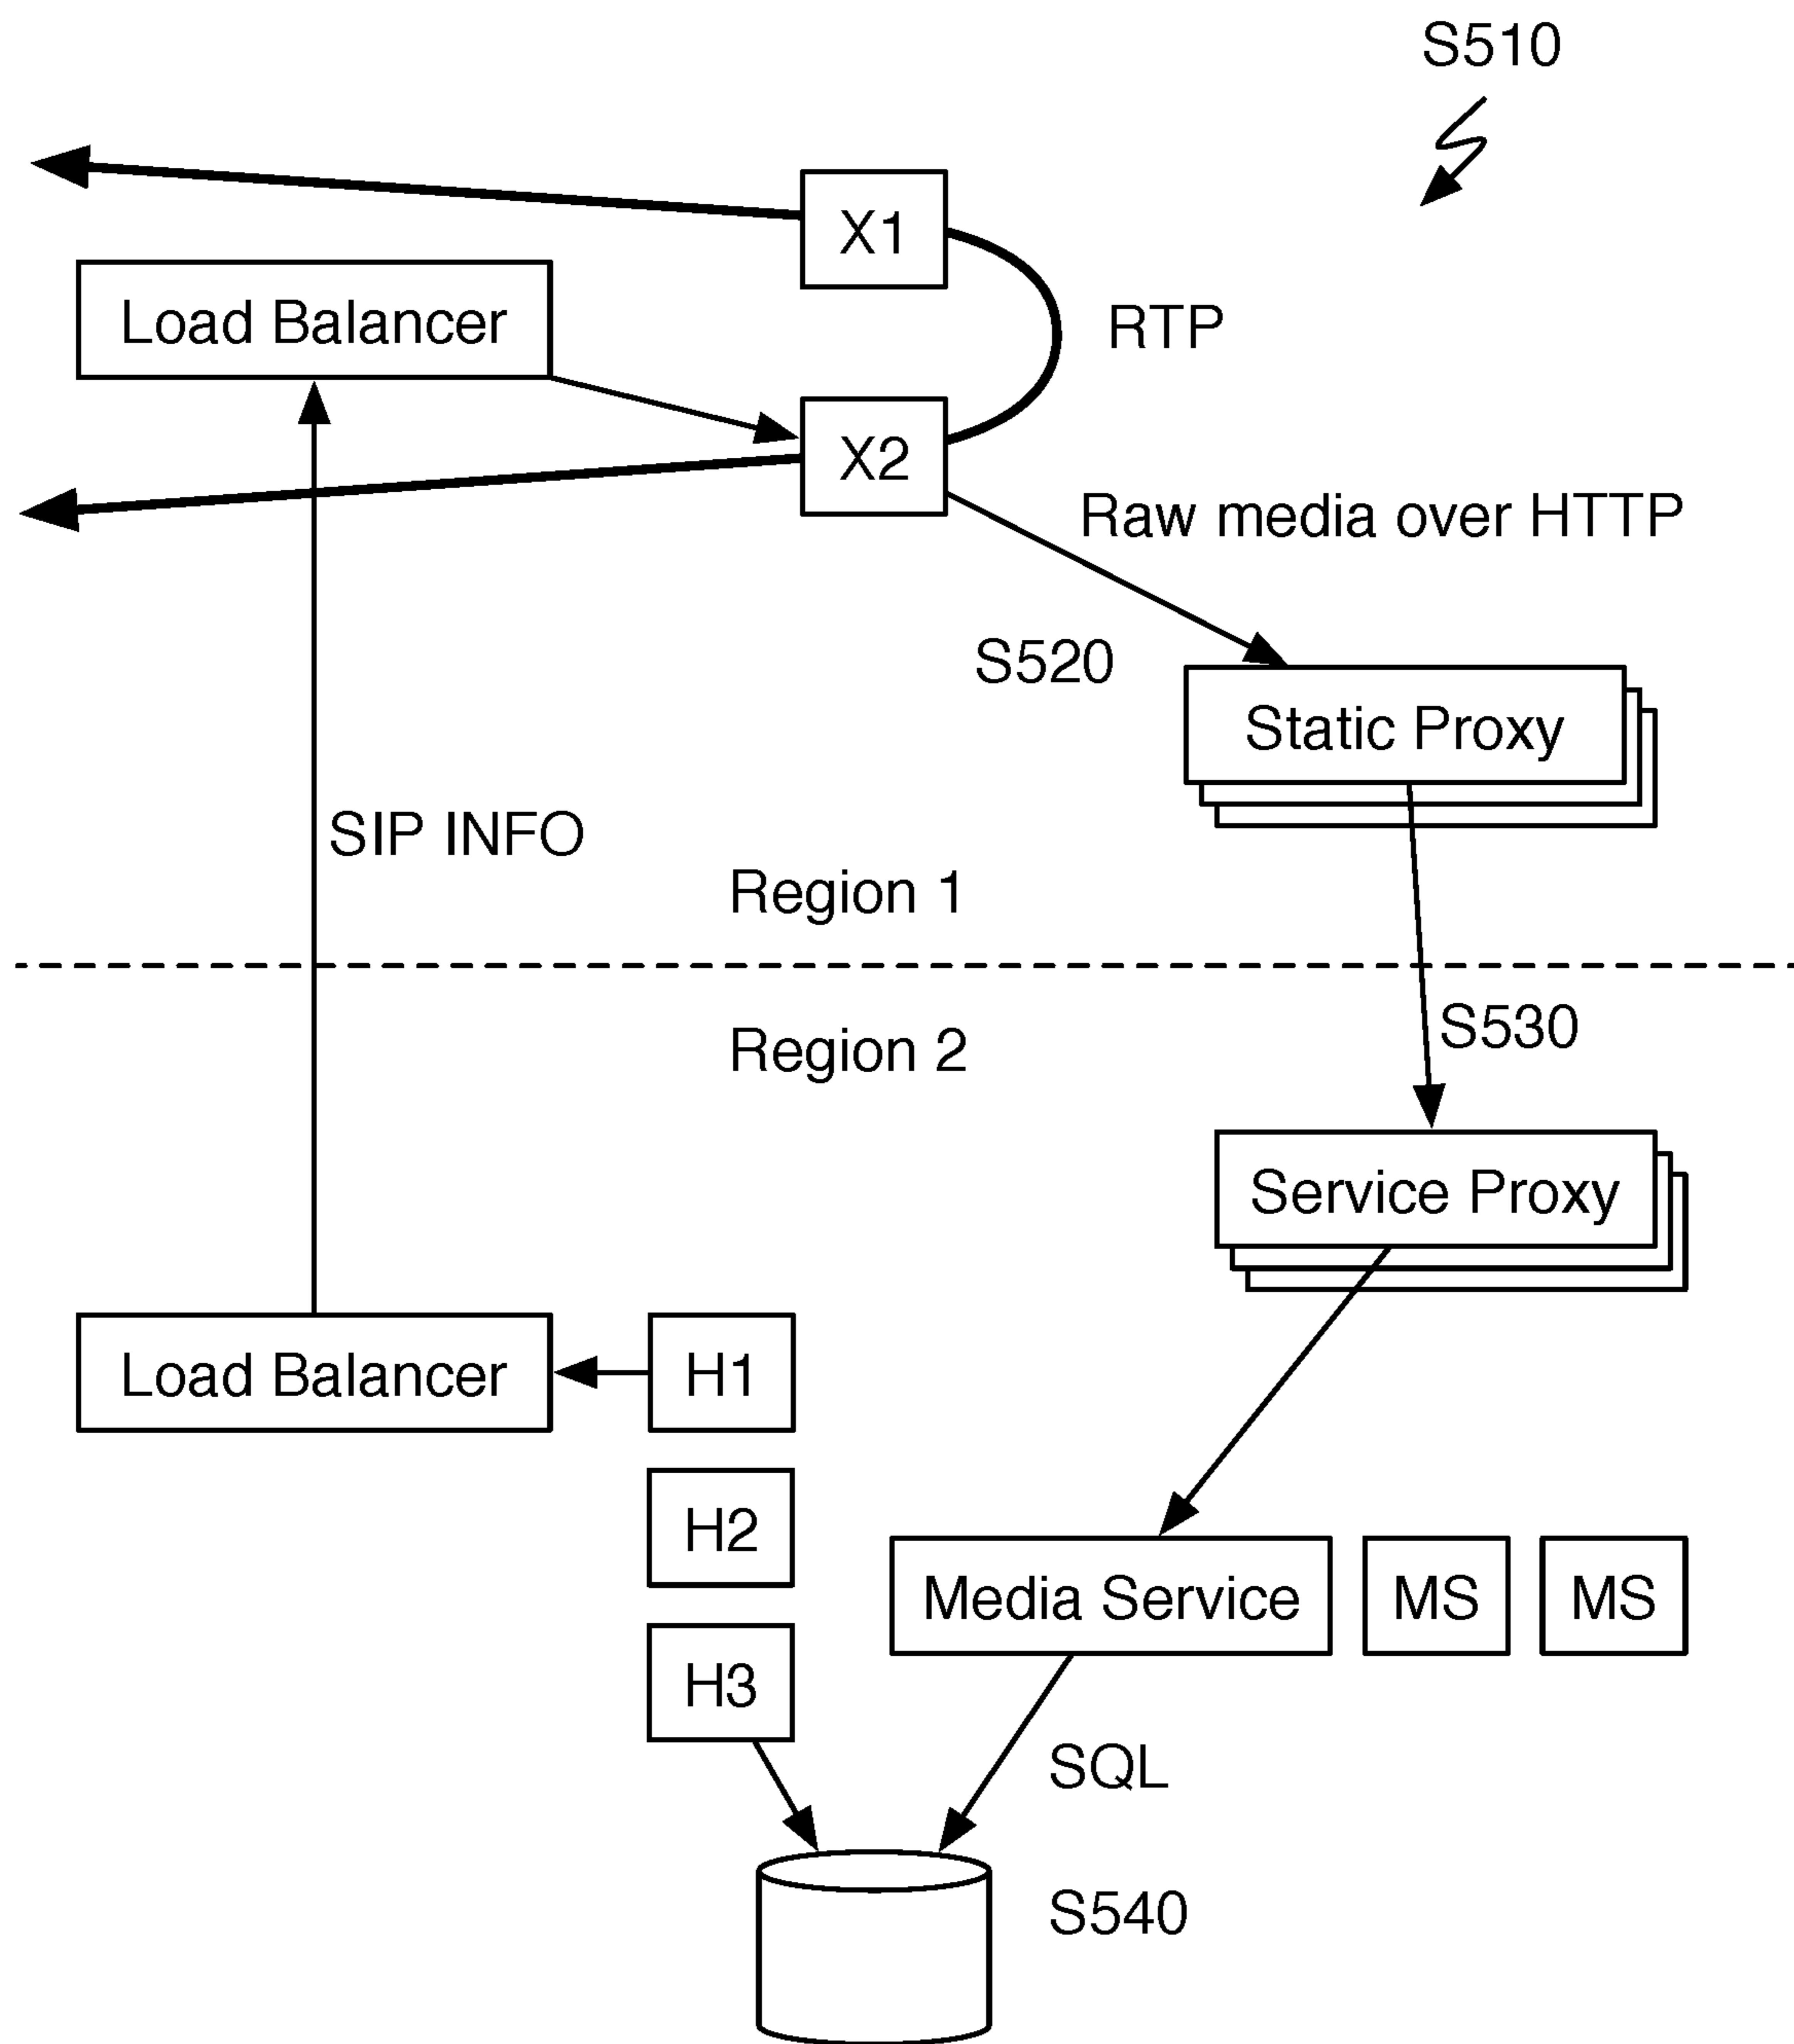 S510
X1
Load Balancer
RTP
X2
Raw media over HTTP
S520
Static Proxy
SIP INFO
Region 1
Region 2
S530
Service Proxy
Load Balancer
H1
H2
Media Service
MS
MS
H3
SQL
S540